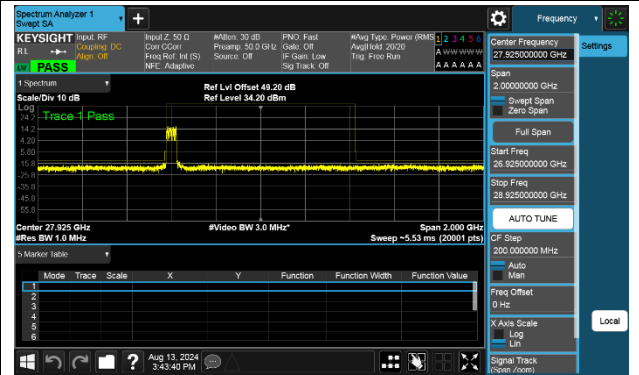 Spectrum Analyzer 1
Swept SA
+
Frequency
KEYSIGHT
RL
PASS
Input: RF
Coupling: DC
Align: Off
Input Z: 50 Ω
Corr CCorr
Freq Ref: Int (S)
NFE: Adaptive
#Atten: 30 dB
Preamp: 50.0 GHz
Source: Off
PNO: Fast
Gate: Off
IF Gain: Low
Sig Track: Off
#Avg Type: Power (RMS
Avg|Hold: 20/20
Trig: Free Run
1 2 3 4 5 6
A W W W W W
A A A A A A
1 Spectrum
Scale/Div 10 dB
Ref Lvl Offset 49.20 dB
Ref Level 34.20 dBm
Log
Trace 1 Pass
24.2
14.2
4.20
-5.80
-15.8
-25.8
-35.8
-45.8
-55.8
Center 27.925 GHz
#Res BW 1.0 MHz
#Video BW 3.0 MHz*
Span 2.000 GHz
Sweep ~5.53 ms (20001 pts)
5 Marker Table
Mode Trace Scale X Y Function Function Width Function Value
1
2
3
4
5
6
Center Frequency
27.925000000 GHz
Settings
Span
2.00000000 GHz
Swept Span
Zero Span
Full Span
Start Freq
26.925000000 GHz
Stop Freq
28.925000000 GHz
AUTO TUNE
CF Step
200.000000 MHz
Auto
Man
Freq Offset
0 Hz
X Axis Scale
Log
Lin
Local
Signal Track
(Span Zoom)
?
Aug 13, 2024
3:43:40 PM